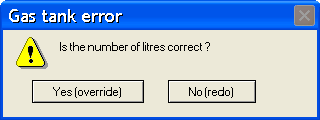 Gas tank error
Is the number of litres correct ?
Yes (override)
No (redo)